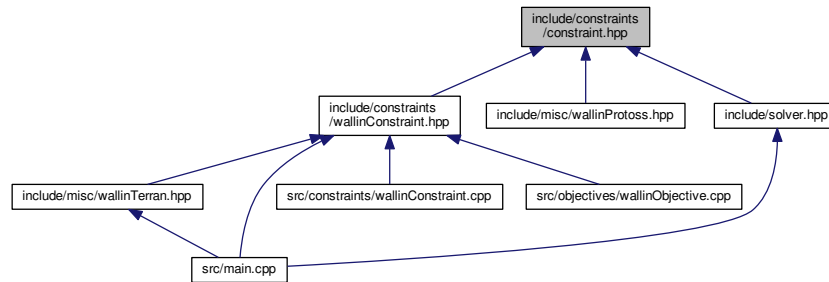 include/constraints
/constraint.hpp
include/constraints
/wallinConstraint.hpp
include/misc/wallinProtoss.hpp
include/solver.hpp
include/misc/wallinTerran.hpp
src/constraints/wallinConstraint.cpp
src/objectives/wallinObjective.cpp
src/main.cpp